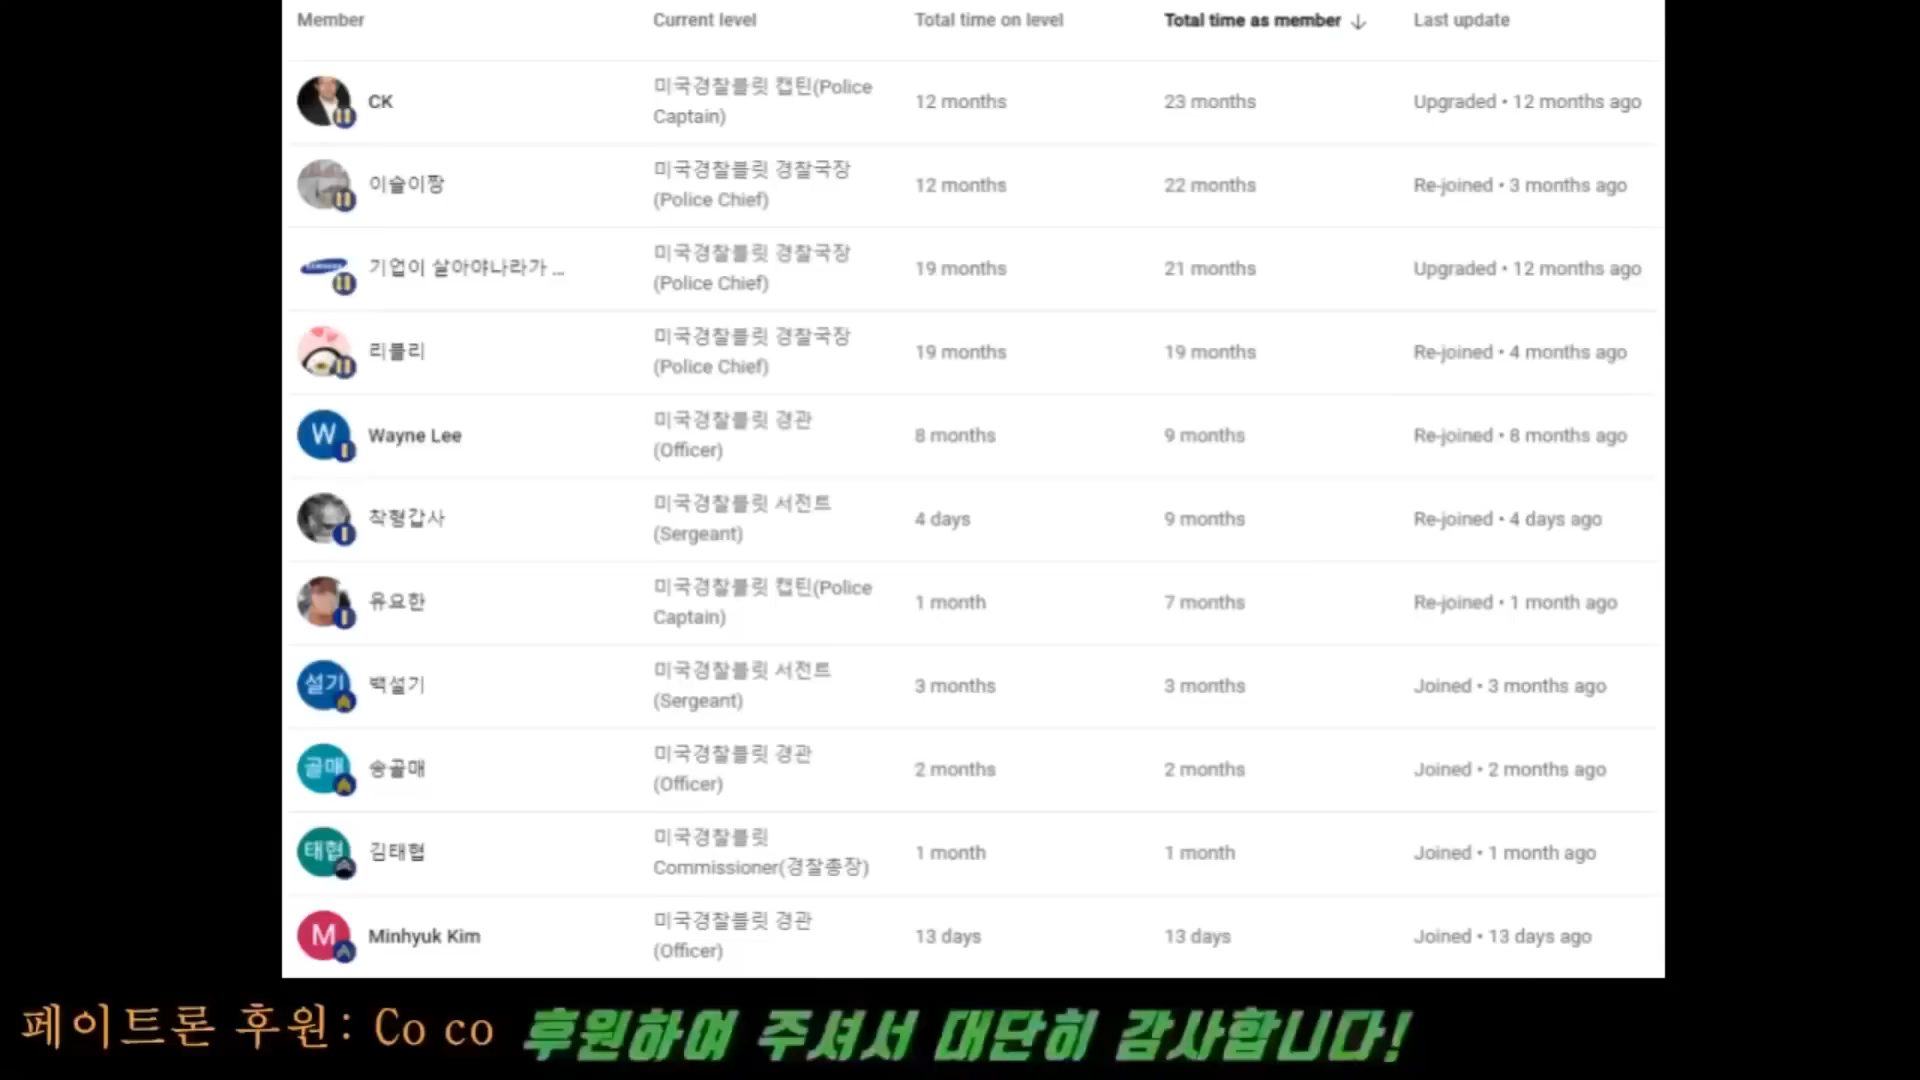 Member Current level Total time on level Total time as member ↓ Last update
CK 미국경찰블릿 캡틴(Police 12 months 23 months Upgraded • 12 months ago
Captain)
이슬이짱 미국경찰블릿 경찰국장 12 months 22 months Re-joined • 3 months ago
(Police Chief)
SAMSUNG 기업이 살아야나라가 ... 미국경찰블릿 경찰국장 19 months 21 months Upgraded • 12 months ago
(Police Chief)
리블리 미국경찰블릿 경찰국장 19 months 19 months Re-joined • 4 months ago
(Police Chief)
W Wayne Lee 미국경찰블릿 경관 8 months 9 months Re-joined • 8 months ago
(Officer)
착형갑사 미국경찰블릿 서전트 4 days 9 months Re-joined • 4 days ago
(Sergeant)
유요한 미국경찰블릿 캡틴(Police 1 month 7 months Re-joined • 1 month ago
Captain)
설기 백설기 미국경찰블릿 서전트 3 months 3 months Joined • 3 months ago
(Sergeant)
골매 송골매 미국경찰블릿 경관 2 months 2 months Joined • 2 months ago
(Officer)
태협 김태협 미국경찰블릿 1 month 1 month Joined • 1 month ago
Commissioner(경찰총장)
M Minhyuk Kim 미국경찰블릿 경관 13 days 13 days Joined • 13 days ago
(Officer)
페이트론 후원: Co co 후원하여 주셔서 대단히 감사합니다!